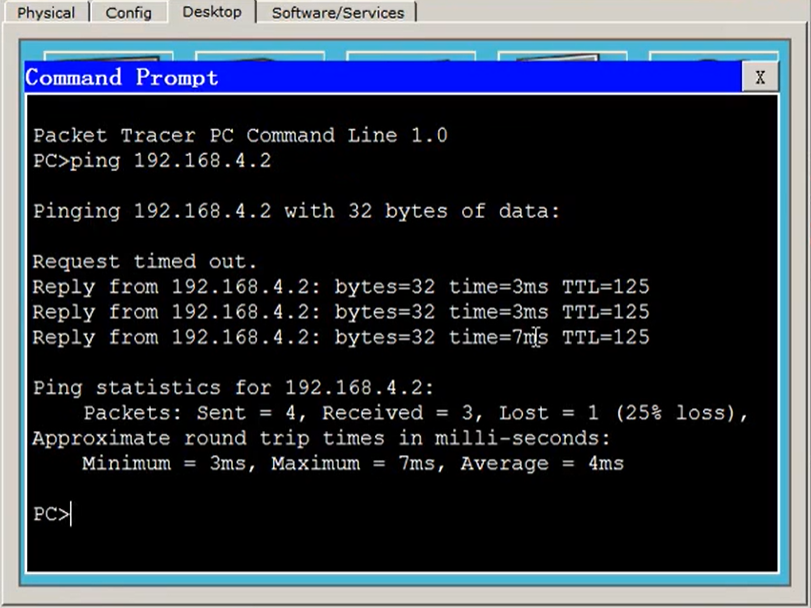 Physical Config Desktop Software/Services
Command Prompt X
Packet Tracer PC Command Line 1.0
PC>ping 192.168.4.2
Pinging 192.168.4.2 with 32 bytes of data:
Request timed out.
Reply from 192.168.4.2: bytes=32 time=3ms TTL=125
Reply from 192.168.4.2: bytes=32 time=3ms TTL=125
Reply from 192.168.4.2: bytes=32 time=7ms TTL=125
Ping statistics for 192.168.4.2:
Packets: Sent = 4, Received = 3, Lost = 1 (25% loss),
Approximate round trip times in milli-seconds:
Minimum = 3ms, Maximum = 7ms, Average = 4ms
PC>